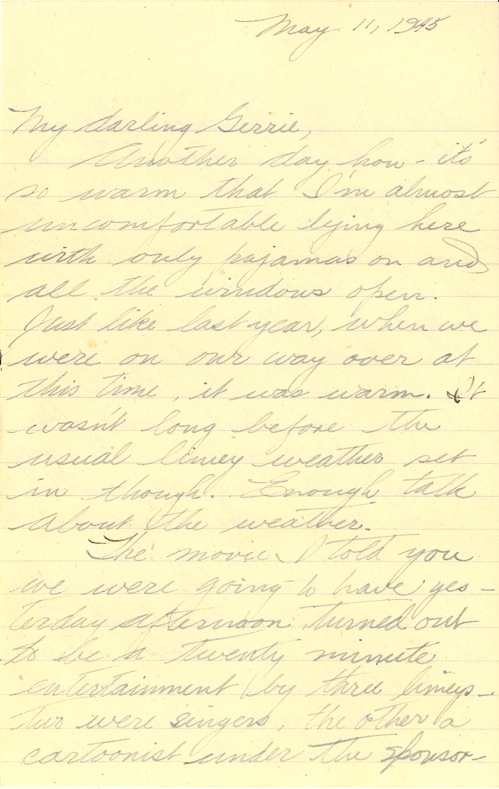 May 11, 1945
My darling Gerrie,
Another day hon - it's
so warm that I'm almost
uncomfortable lying here
with only pajamas on and
all the windows open.
Just like last year, when we
were on our way over at
this time, it was warm. It
wasn't long before the
usual limey weather set
in though. Enough talk
about the weather.
The movie I told you
we were going to have yes-
terday afternoon turned out
to be a twenty minute
entertainment by three limeys -
two were singers, the other a
cartoonist under the sponsor-